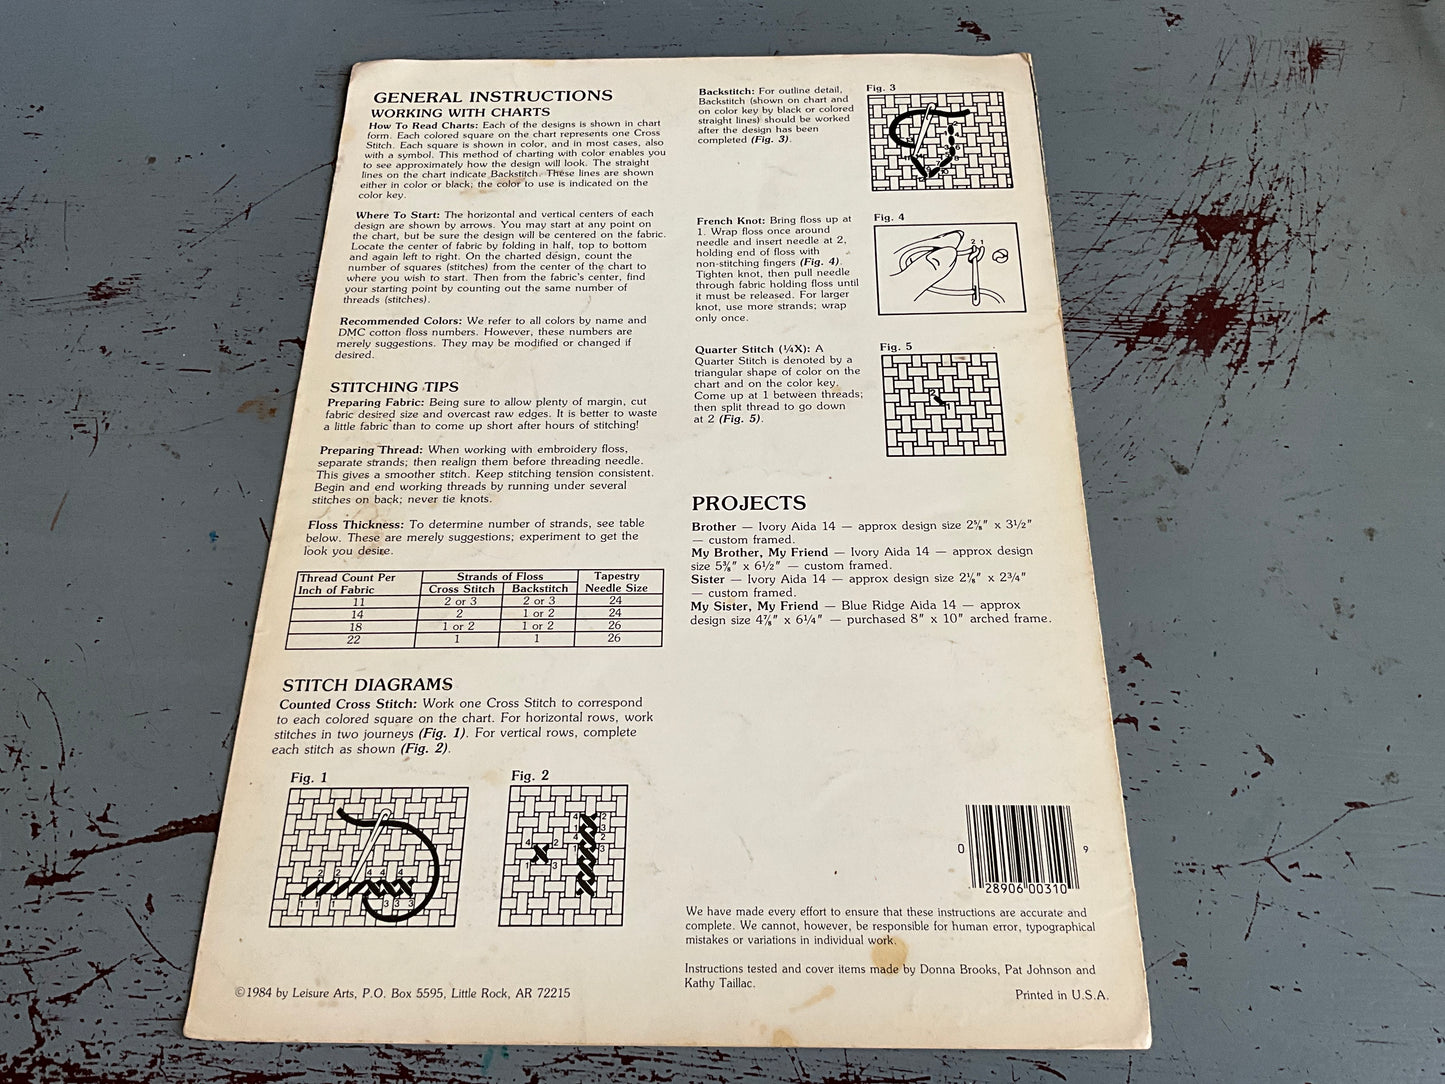 GENERAL INSTRUCTIONS
WORKING WITH CHARTS
How To Read Charts: Each of the designs is shown in chart
form. Each colored square on the chart represents one Cross
Stitch. Each square is shown in color, and in most cases, also
with a symbol. This method of charting with color enables you
to see approximately how the design will look. The straight
lines on the chart indicate Backstitch. These lines are shown
either in color or black; the color to use is indicated on the
color key.
Where To Start: The horizontal and vertical centers of each
design are shown by arrows. You may start at any point on
the chart, but be sure the design will be centered on the fabric.
Locate the center of fabric by folding in half, top to bottom
and again left to right. On the charted design, count the
number of squares (stitches) from the center of the chart to
where you wish to start. Then from the fabric's center, find
your starting point by counting out the same number of
threads (stitches).
Recommended Colors: We refer to all colors by name and
DMC cotton floss numbers. However, these numbers are
merely suggestions. They may be modified or changed if
desired.
STITCHING TIPS
Preparing Fabric: Being sure to allow plenty of margin, cut
fabric desired size and overcast raw edges. It is better to waste
a little fabric than to come up short after hours of stitching!
Preparing Thread: When working with embroidery floss,
separate strands; then realign them before threading needle.
This gives a smoother stitch. Keep stitching tension consistent.
Begin and end working threads by running under several
stitches on back; never tie knots.
Floss Thickness: To determine number of strands, see table
below. These are merely suggestions; experiment to get the
look you desire.
Thread Count Per Strands of Floss Tapestry
Inch of Fabric Cross Stitch Backstitch Needle Size
11 2 or 3 2 or 3 24
14 2 1 or 2 24
18 1 or 2 1 or 2 26
22 1 1 26
STITCH DIAGRAMS
Counted Cross Stitch: Work one Cross Stitch to correspond
to each colored square on the chart. For horizontal rows, work
stitches in two journeys (Fig. 1). For vertical rows, complete
each stitch as shown (Fig. 2).
Fig. 1
2 2 4 4 4
1 1 1 3 3 3
Fig. 2
4 2
1 3
4 2
1 3
4 2
1 3
©1984 by Leisure Arts, P.O. Box 5595, Little Rock, AR 72215
Backstitch: For outline detail,
Backstitch (shown on chart and
on color key by black or colored
straight lines) should be worked
after the design has been
completed (Fig. 3).
Fig. 3
French Knot: Bring floss up at
1. Wrap floss once around
needle and insert needle at 2,
holding end of floss with
non-stitching fingers (Fig. 4).
Tighten knot, then pull needle
through fabric holding floss until
it must be released. For larger
knot, use more strands; wrap
only once.
Fig. 4
2 1
Quarter Stitch (¼X): A
Quarter Stitch is denoted by a
triangular shape of color on the
chart and on the color key.
Come up at 1 between threads;
then split thread to go down
at 2 (Fig. 5).
Fig. 5
2
1
PROJECTS
Brother — Ivory Aida 14 — approx design size 2⅝" x 3½"
— custom framed.
My Brother, My Friend — Ivory Aida 14 — approx design
size 5⅜" x 6½" — custom framed.
Sister — Ivory Aida 14 — approx design size 2⅛" x 2¾"
— custom framed.
My Sister, My Friend — Blue Ridge Aida 14 — approx
design size 4⅞" x 6¼" — purchased 8" x 10" arched frame.
0 28906 00310 9
We have made every effort to ensure that these instructions are accurate and
complete. We cannot, however, be responsible for human error, typographical
mistakes or variations in individual work.
Instructions tested and cover items made by Donna Brooks, Pat Johnson and
Kathy Taillac.
Printed in U.S.A.